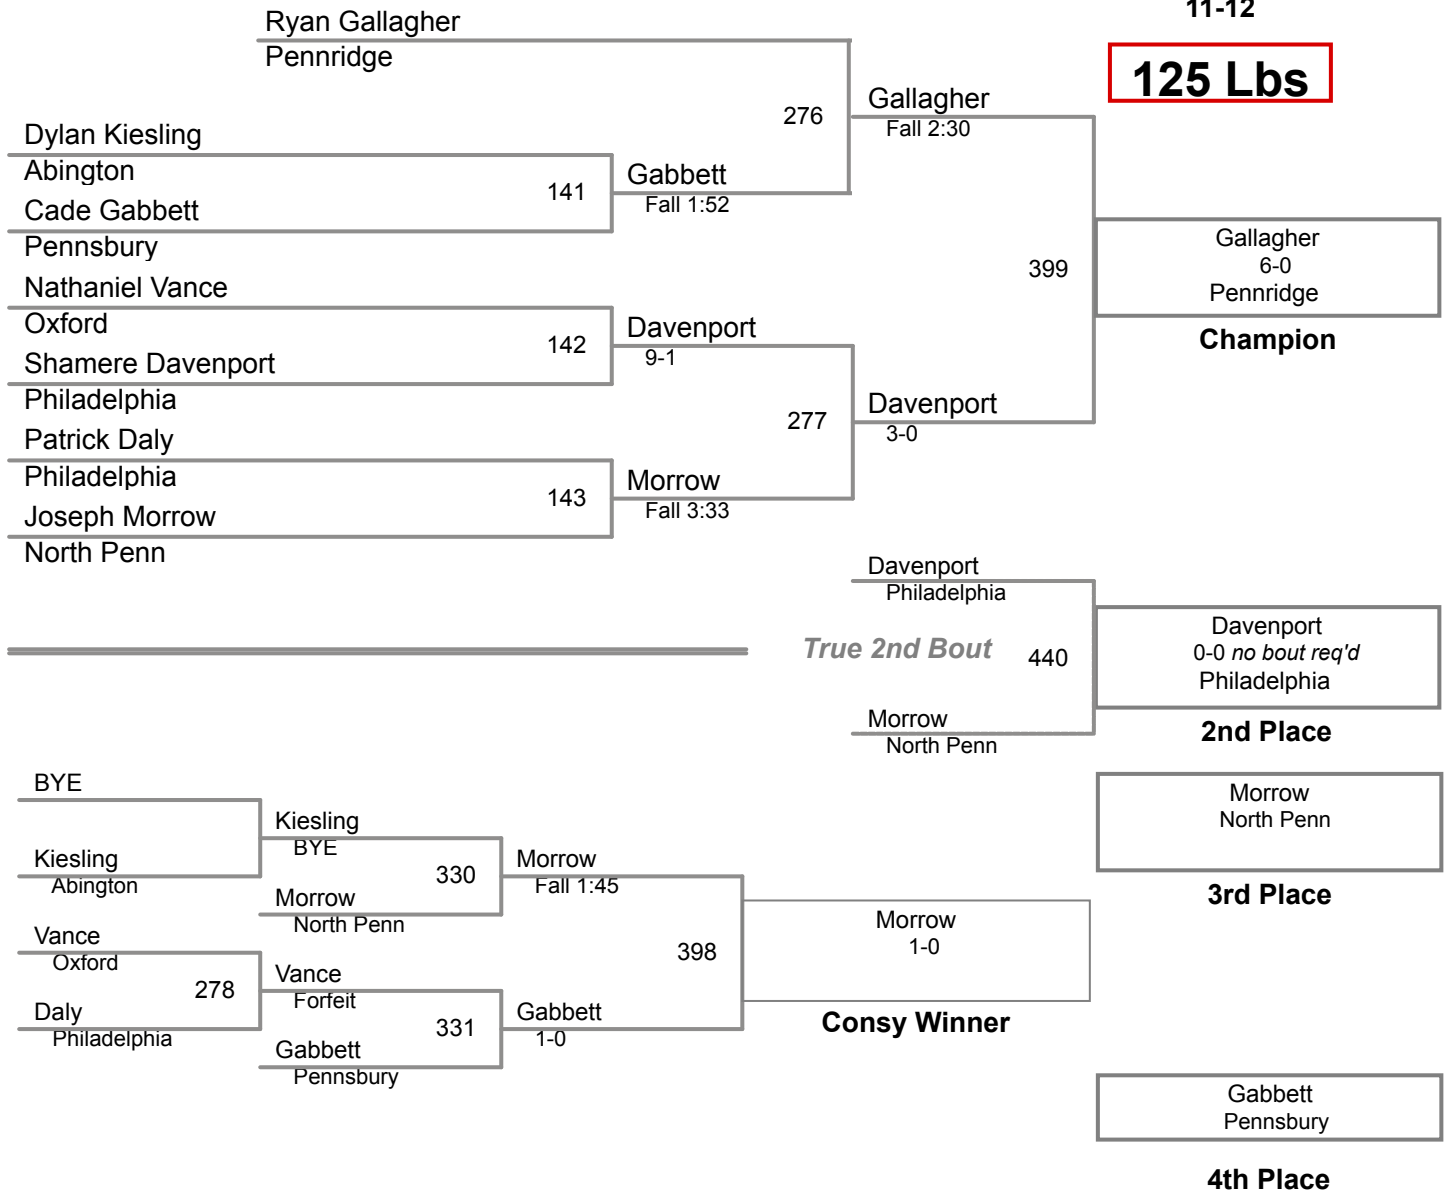 11-12
125 Lbs
Ryan Gallagher
Pennridge
276
Gallagher
Fall 2:30
Dylan Kiesling
Abington
141
Gabbett
Fall 1:52
Cade Gabbett
Pennsbury
399
Gallagher
6-0
Pennridge
Champion
Nathaniel Vance
Oxford
142
Davenport
9-1
Shamere Davenport
Philadelphia
277
Davenport
3-0
Patrick Daly
Philadelphia
143
Morrow
Fall 3:33
Joseph Morrow
North Penn
Davenport
Philadelphia
True 2nd Bout
440
Davenport
0-0 no bout req'd
Philadelphia
2nd Place
Morrow
North Penn
BYE
Kiesling
BYE
Kiesling
Abington
330
Morrow
Fall 1:45
Morrow
North Penn
Morrow
North Penn
3rd Place
Vance
Oxford
278
Vance
Forfeit
398
Morrow
1-0
Consy Winner
Daly
Philadelphia
331
Gabbett
1-0
Gabbett
Pennsbury
Gabbett
Pennsbury
4th Place